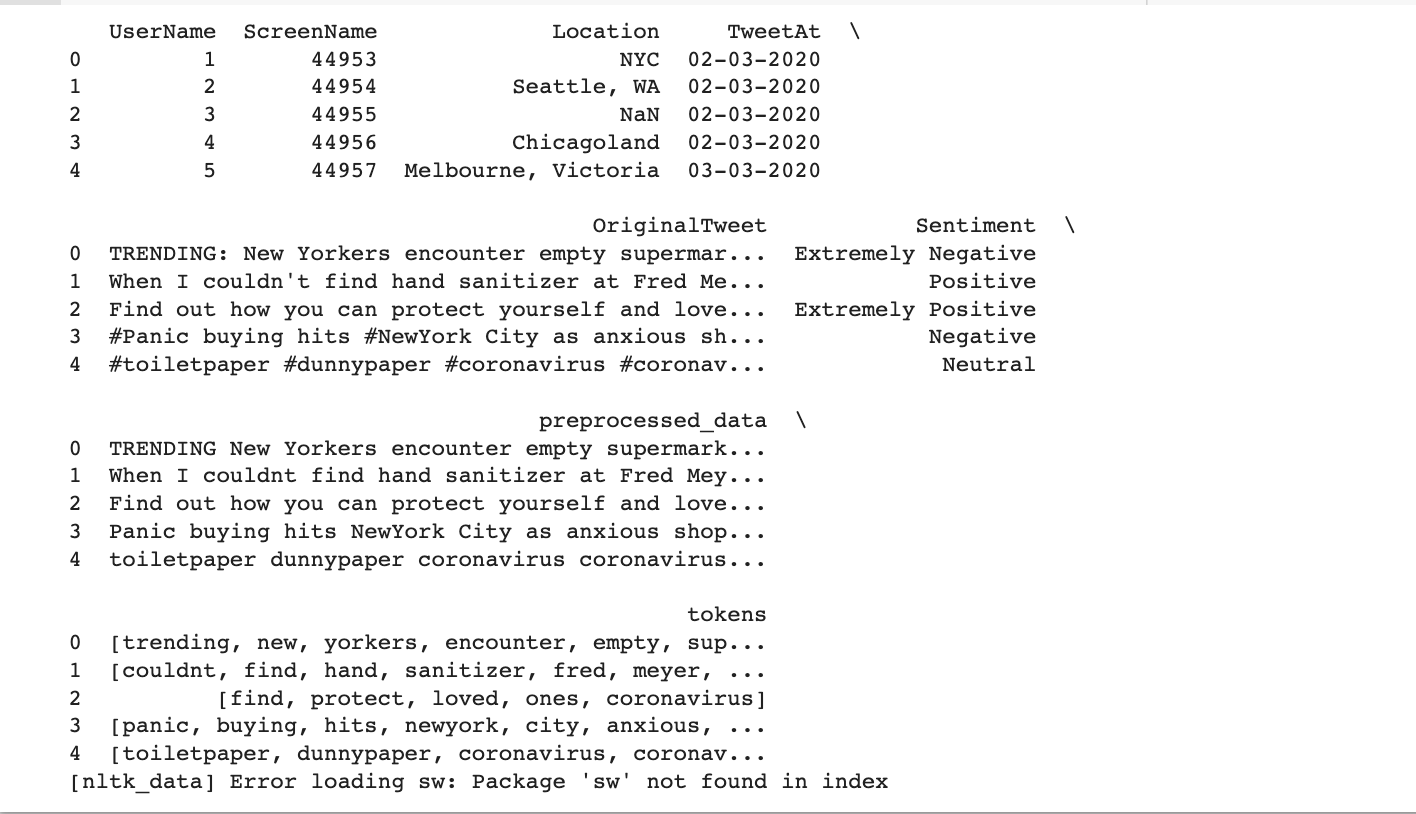 UserName ScreenName Location TweetAt \
0 1 44953 NYC 02-03-2020
1 2 44954 Seattle, WA 02-03-2020
2 3 44955 NaN 02-03-2020
3 4 44956 Chicagoland 02-03-2020
4 5 44957 Melbourne, Victoria 03-03-2020
OriginalTweet Sentiment \
0 TRENDING: New Yorkers encounter empty supermar... Extremely Negative
1 When I couldn't find hand sanitizer at Fred Me... Positive
2 Find out how you can protect yourself and love... Extremely Positive
3 #Panic buying hits #NewYork City as anxious sh... Negative
4 #toiletpaper #dunnypaper #coronavirus #coronav... Neutral
preprocessed_data \
0 TRENDING New Yorkers encounter empty supermark...
1 When I couldnt find hand sanitizer at Fred Mey...
2 Find out how you can protect yourself and love...
3 Panic buying hits NewYork City as anxious shop...
4 toiletpaper dunnypaper coronavirus coronavirus...
tokens
0 [trending, new, yorkers, encounter, empty, sup...
1 [couldnt, find, hand, sanitizer, fred, meyer, ...
2 [find, protect, loved, ones, coronavirus]
3 [panic, buying, hits, newyork, city, anxious, ...
4 [toiletpaper, dunnypaper, coronavirus, coronav...
[nltk_data] Error loading sw: Package 'sw' not found in index